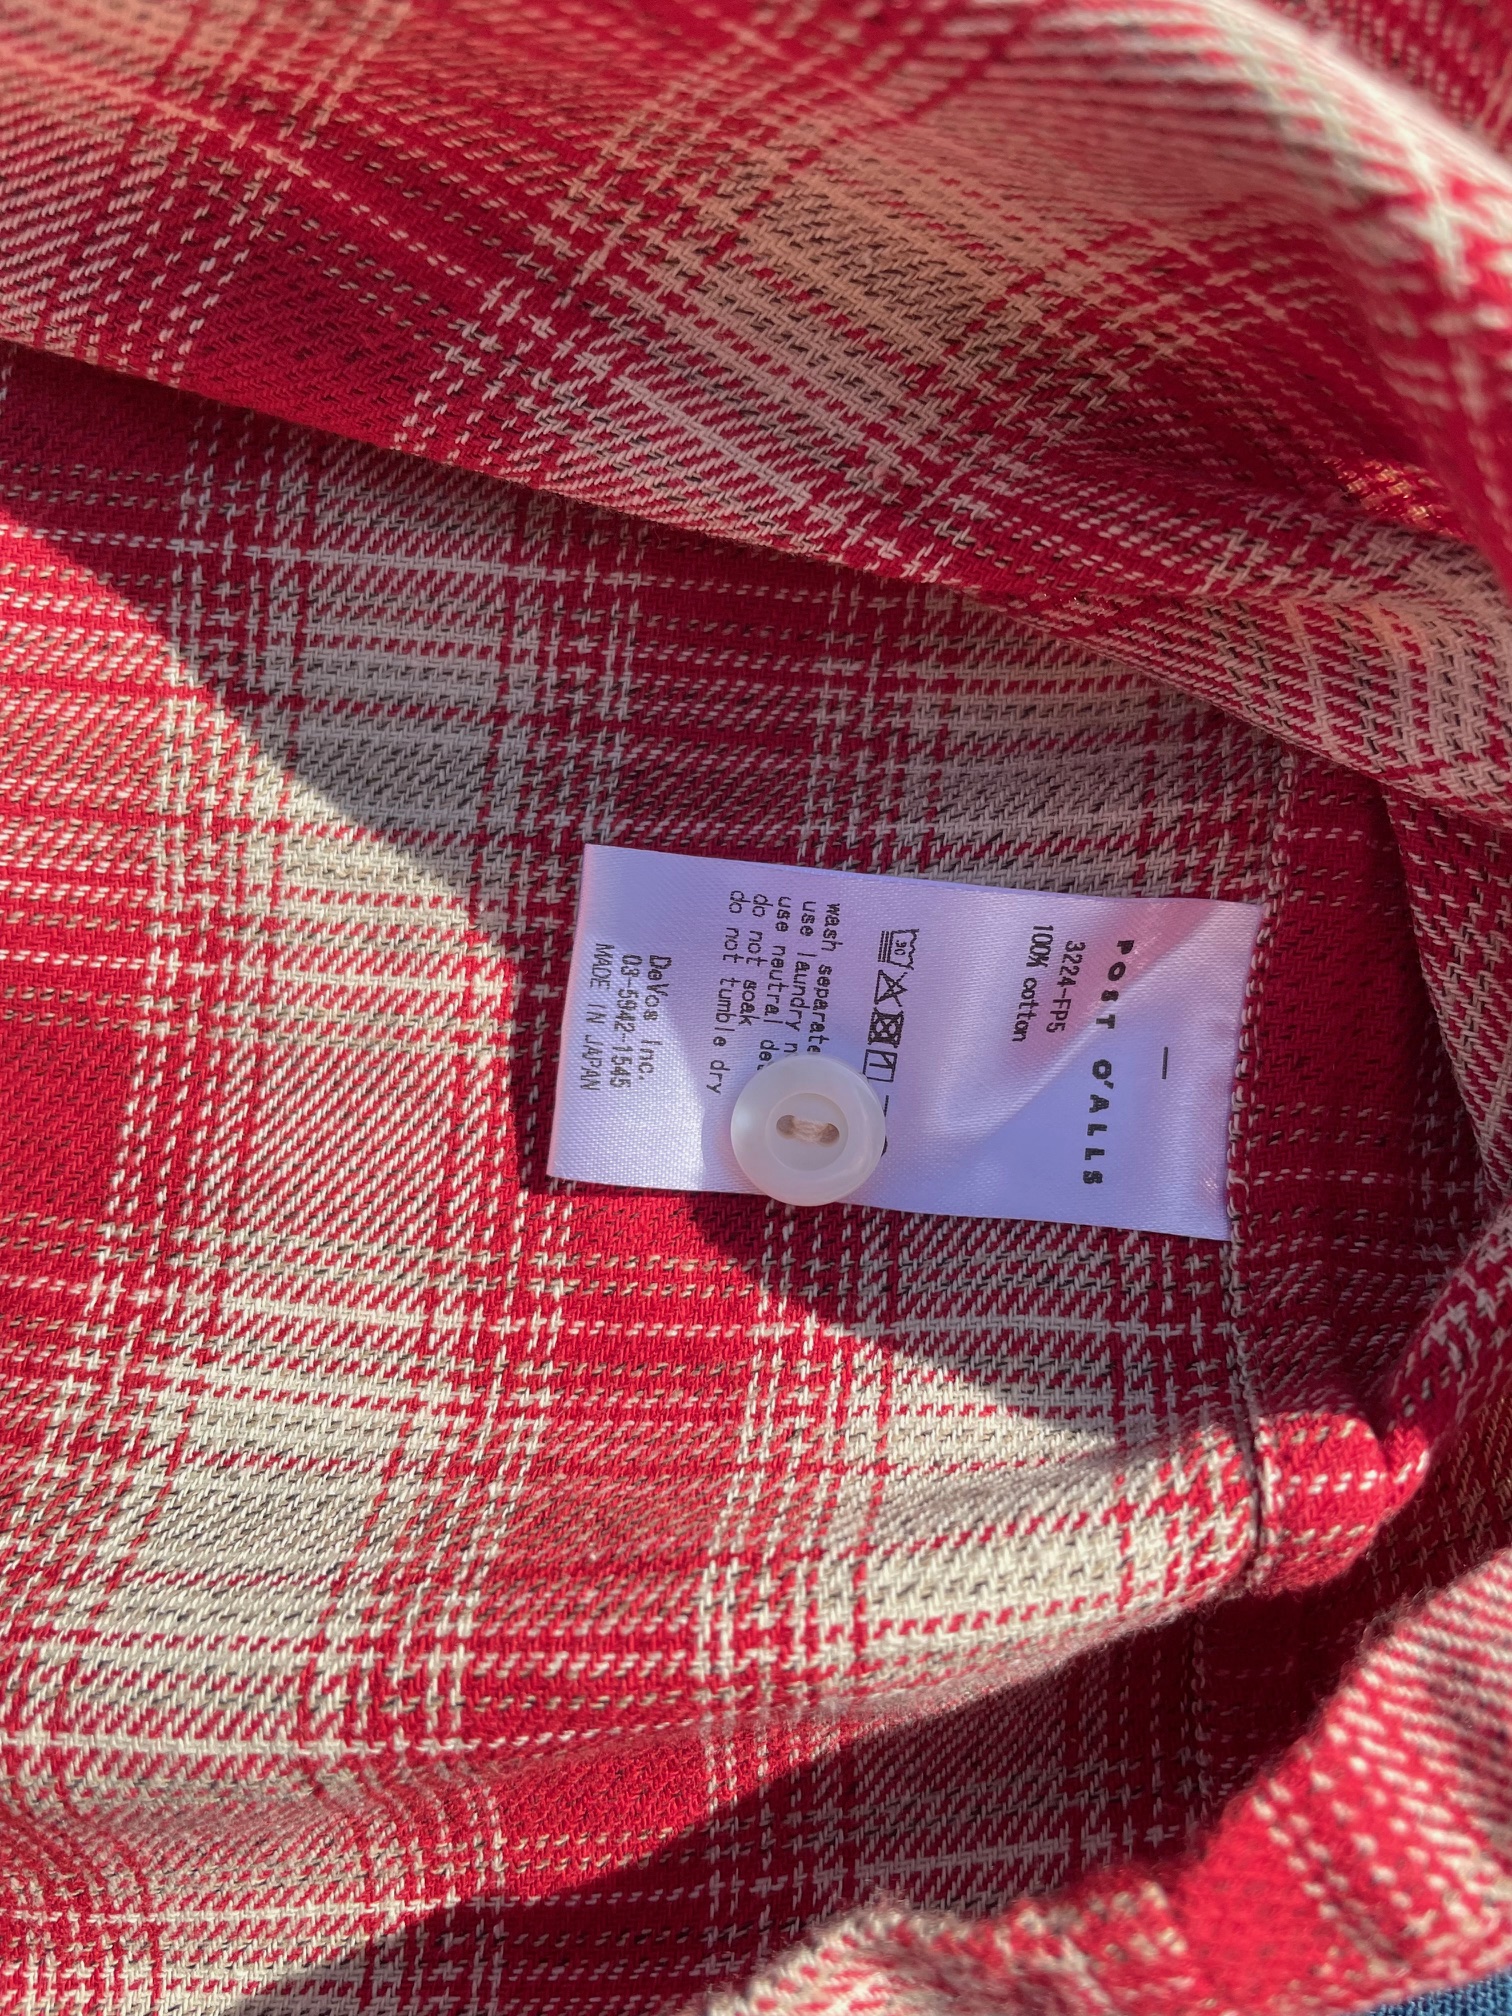 POST O'ALLS
3224-FP5
100% cotton
30
wash separate
use laundry
use neutral
do not soak
do not tumble dry
DeVos Inc.
03-5942-1545
MADE IN JAPAN